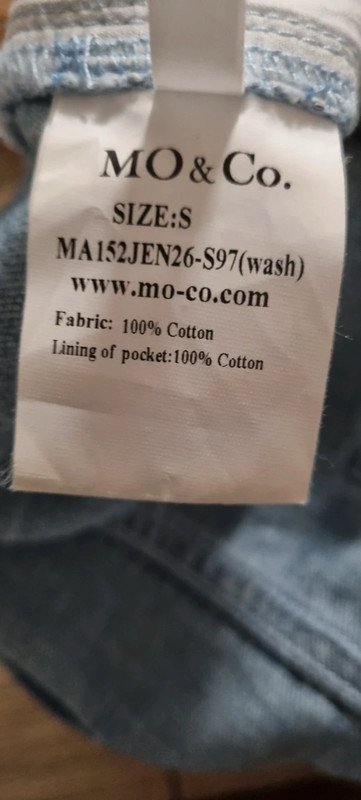 MO & Co.
SIZE:S
MA152JEN26-S97(wash)
www.mo-co.com
Fabric: 100% Cotton
Lining of pocket:100% Cotton